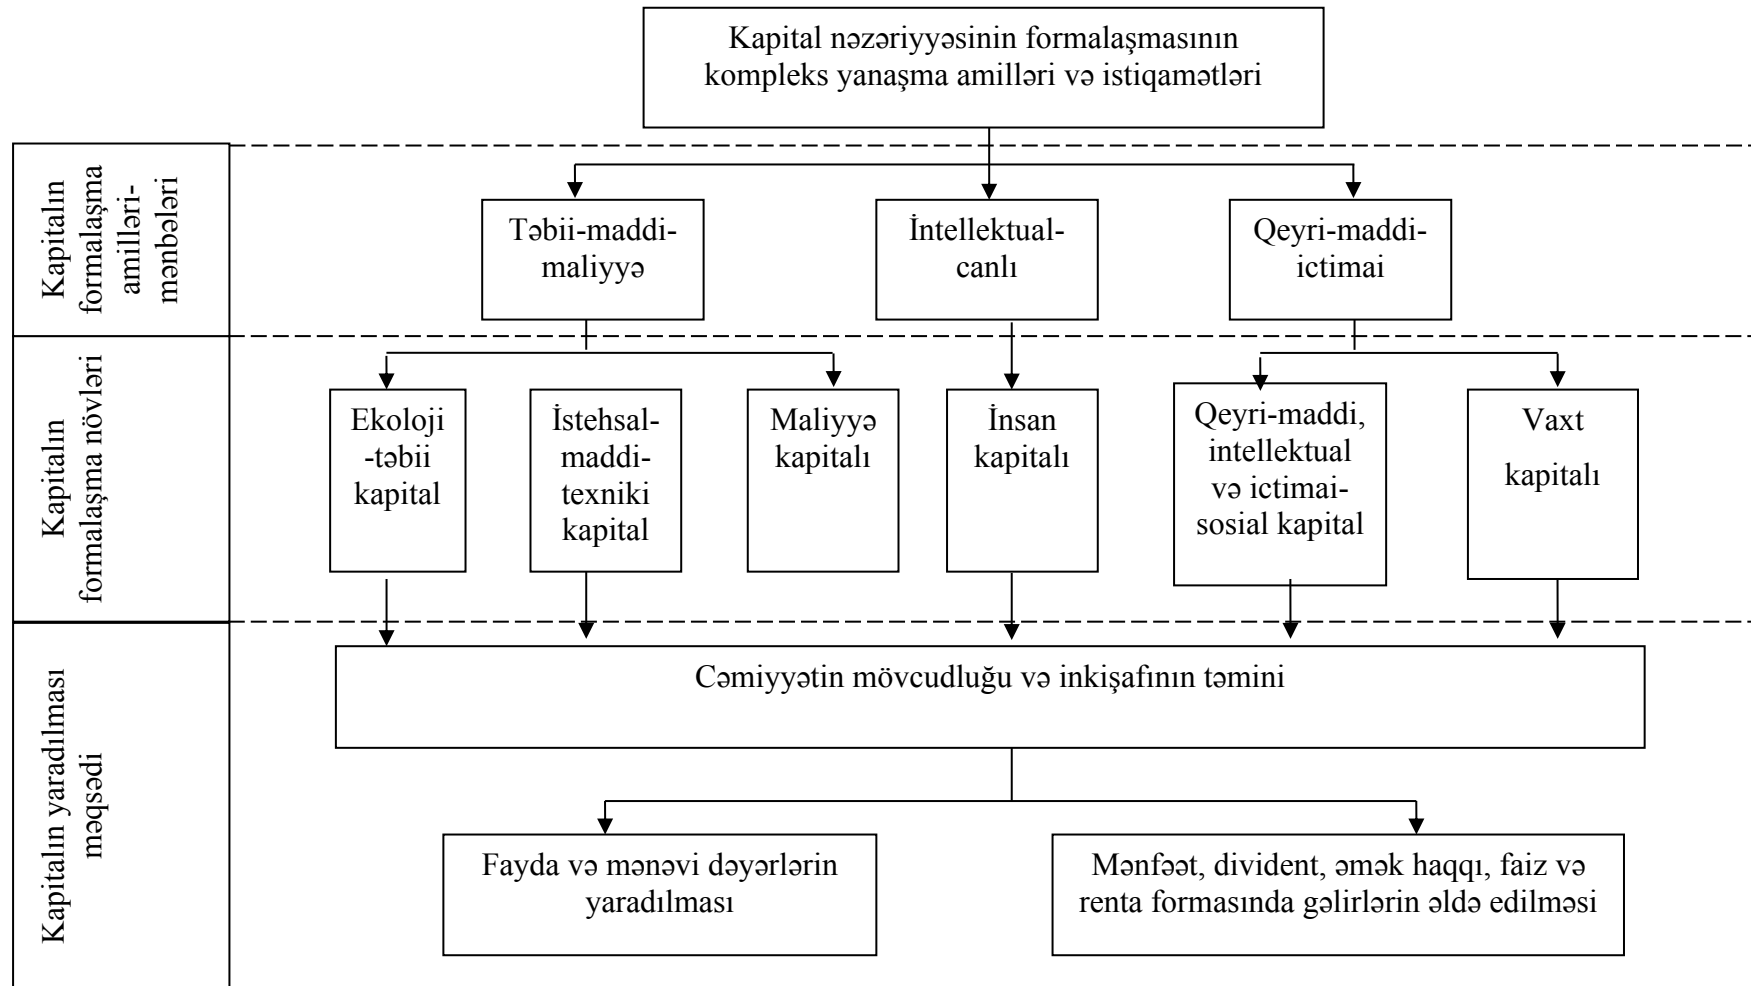 Kapital nəzəriyyəsinin formalaşmasının
kompleks yanaşma amilləri və istiqamətləri
Kapitalın
formalaşma
amilləri-
mənbələri
Təbii-maddi-
maliyyə
İntellektual-
canlı
Qeyri-maddi-
ictimai
Kapitalın
formalaşma növləri
Ekoloji
-təbii
kapital
İstehsal-
maddi-
texniki
kapital
Maliyyə
kapitalı
İnsan
kapitalı
Qeyri-maddi,
intellektual
və ictimai-
sosial kapital
Vaxt
kapitalı
Kapitalın yaradılması
məqsədi
Cəmiyyətin mövcudluğu və inkişafının təmini
Fayda və mənəvi dəyərlərin
yaradılması
Mənfəət, divident, əmək haqqı, faiz və
renta formasında gəlirlərin əldə edilməsi